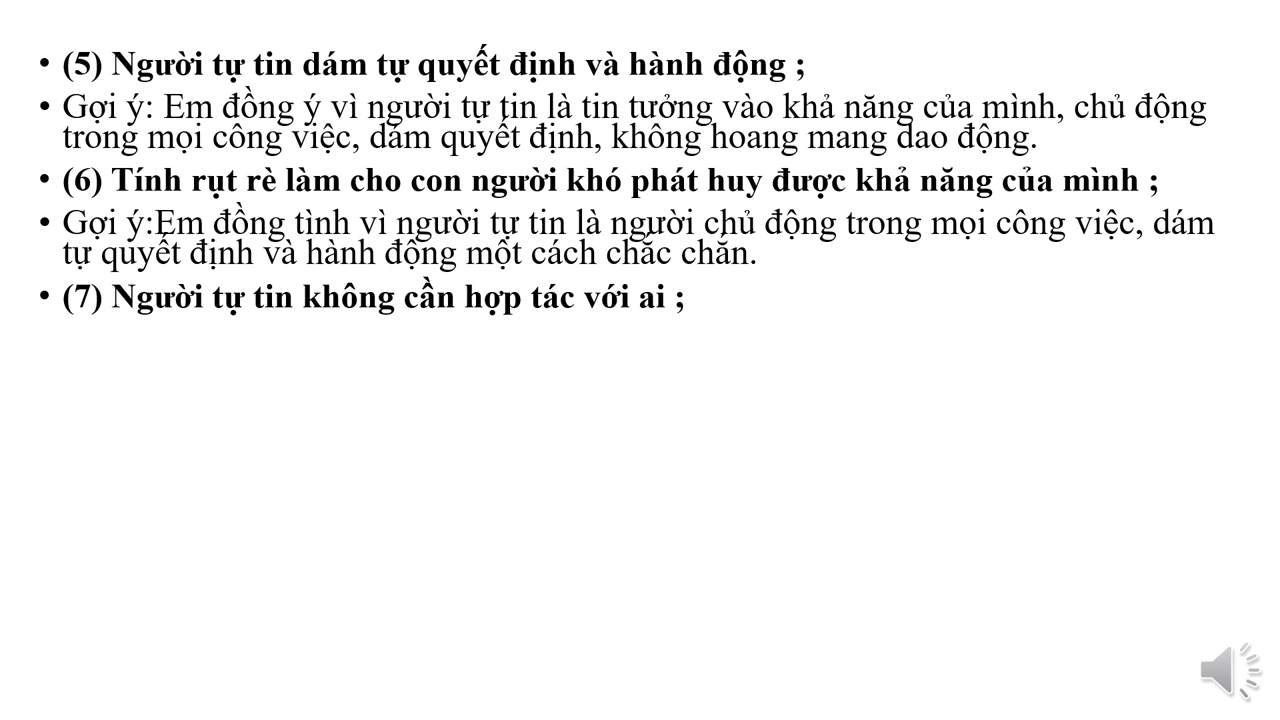 • (5) Người tự tin dám tự quyết định và hành động ;
• Gợi ý: Em đồng ý vì người tự tin là tin tưởng vào khả năng của mình, chủ động
trong mọi công việc, dám quyết định, không hoang mang dao động.
• (6) Tính rụt rè làm cho con người khó phát huy được khả năng của mình ;
• Gợi ý:Em đồng tình vì người tự tin là người chủ động trong mọi công việc, dám
tự quyết định và hành động một cách chắc chắn.
• (7) Người tự tin không cần hợp tác với ai ;